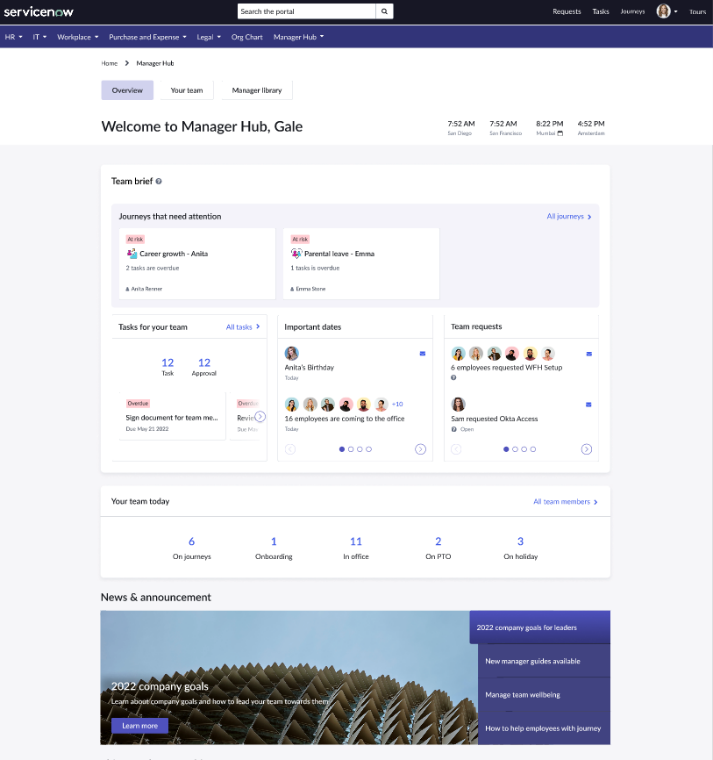 servicenow
Search the portal
Requests Tasks Journeys Tours
HR IT Workplace Purchase and Expense Legal Org Chart Manager Hub
Home Manager Hub
Overview Your team Manager library
Welcome to Manager Hub, Gale
7:52 AM 7:52 AM 8:22 PM 4:52 PM
San Diego San Francisco Mumbai Amsterdam
Team brief
Journeys that need attention All journeys
At risk At risk
Career growth - Anita Parental leave - Emma
2 tasks are overdue 1 tasks is overdue
Anita Renner Emma Stone
Tasks for your team All tasks
12 12
Task Approval
Overdue Overdue
Sign document for team me... Review
Due May 21 2022 Due May
Important dates
Anita's Birthday
Today
+10
16 employees are coming to the office
Today
Team requests
6 employees requested WFH Setup
Sam requested Okta Access
Open
Your team today All team members
6 1 11 2 3
On journeys Onboarding In office On PTO On holiday
News & announcement
2022 company goals
Learn about company goals and how to lead your team towards them
Learn more
2022 company goals for leaders
New manager guides available
Manage team wellbeing
How to help employees with journey